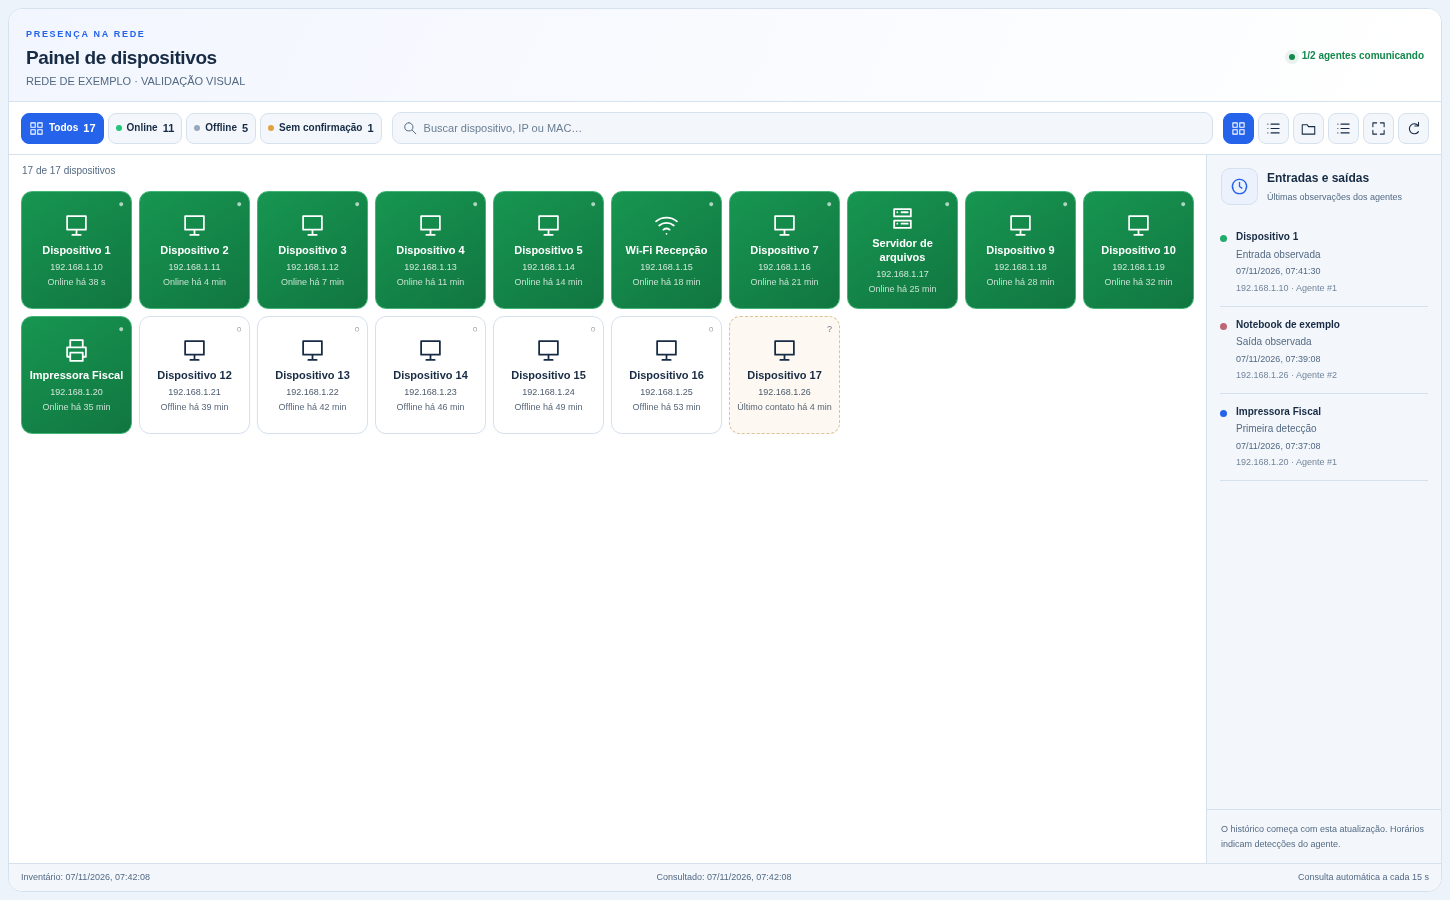 PRESENÇA NA REDE
Painel de dispositivos
REDE DE EXEMPLO · VALIDAÇÃO VISUAL
1/2 agentes comunicando
Todos 17
Online 11
Offline 5
Sem confirmação 1
Buscar dispositivo, IP ou MAC…
17 de 17 dispositivos
Dispositivo 1
192.168.1.10
Online há 38 s
Dispositivo 2
192.168.1.11
Online há 4 min
Dispositivo 3
192.168.1.12
Online há 7 min
Dispositivo 4
192.168.1.13
Online há 11 min
Dispositivo 5
192.168.1.14
Online há 14 min
Wi-Fi Recepção
192.168.1.15
Online há 18 min
Dispositivo 7
192.168.1.16
Online há 21 min
Servidor de
arquivos
192.168.1.17
Online há 25 min
Dispositivo 9
192.168.1.18
Online há 28 min
Dispositivo 10
192.168.1.19
Online há 32 min
Impressora Fiscal
192.168.1.20
Online há 35 min
Dispositivo 12
192.168.1.21
Offline há 39 min
Dispositivo 13
192.168.1.22
Offline há 42 min
Dispositivo 14
192.168.1.23
Offline há 46 min
Dispositivo 15
192.168.1.24
Offline há 49 min
Dispositivo 16
192.168.1.25
Offline há 53 min
?
Dispositivo 17
192.168.1.26
Último contato há 4 min
Entradas e saídas
Últimas observações dos agentes
Dispositivo 1
Entrada observada
07/11/2026, 07:41:30
192.168.1.10 · Agente #1
Notebook de exemplo
Saída observada
07/11/2026, 07:39:08
192.168.1.26 · Agente #2
Impressora Fiscal
Primeira detecção
07/11/2026, 07:37:08
192.168.1.20 · Agente #1
O histórico começa com esta atualização. Horários
indicam detecções do agente.
Inventário: 07/11/2026, 07:42:08
Consultado: 07/11/2026, 07:42:08
Consulta automática a cada 15 s